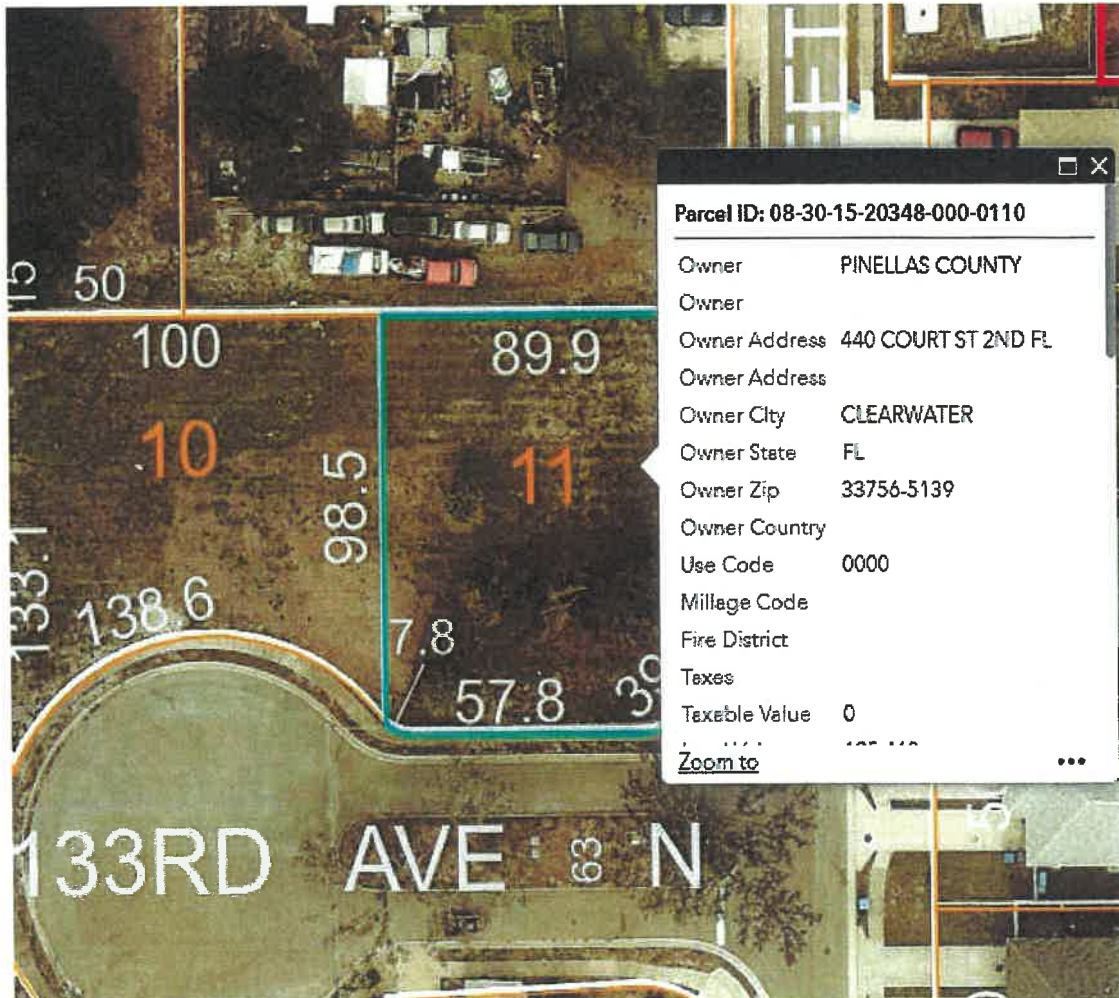 Parcel ID: 08-30-15-20348-000-0110
Owner PINELLAS COUNTY
Owner
Owner Address 440 COURT ST 2ND FL
Owner Address
Owner City CLEARWATER
Owner State FL
Owner Zip 33756-5139
Owner Country
Use Code 0000
Millage Code
Fire District
Taxes
Taxable Value 0
Zoom to
50
100
89.9
10
11
98.5
133.1
138.6
7.8
57.8
39
133RD AVE N
63
5